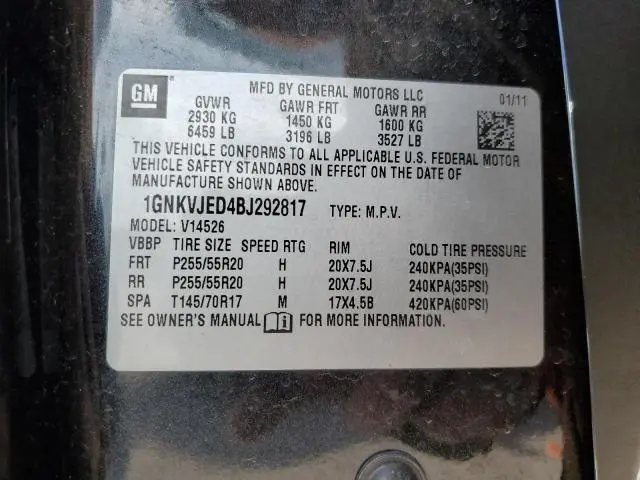 GM
MFD BY GENERAL MOTORS LLC
GVWR GAWR FRT GAWR RR 01/11
2930 KG 1450 KG 1600 KG
6459 LB 3196 LB 3527 LB
THIS VEHICLE CONFORMS TO ALL APPLICABLE U.S. FEDERAL MOTOR
VEHICLE SAFETY STANDARDS IN EFFECT ON THE DATE OF
MANUFACTURE SHOWN ABOVE.
1GNKVJED4BJ292817 TYPE: M.P.V.
MODEL: V14526
VBBP TIRE SIZE SPEED RTG RIM COLD TIRE PRESSURE
FRT P255/55R20 H 20X7.5J 240KPA(35PSI)
RR P255/55R20 H 20X7.5J 240KPA(35PSI)
SPA T145/70R17 M 17X4.5B 420KPA(60PSI)
SEE OWNER'S MANUAL FOR MORE INFORMATION.